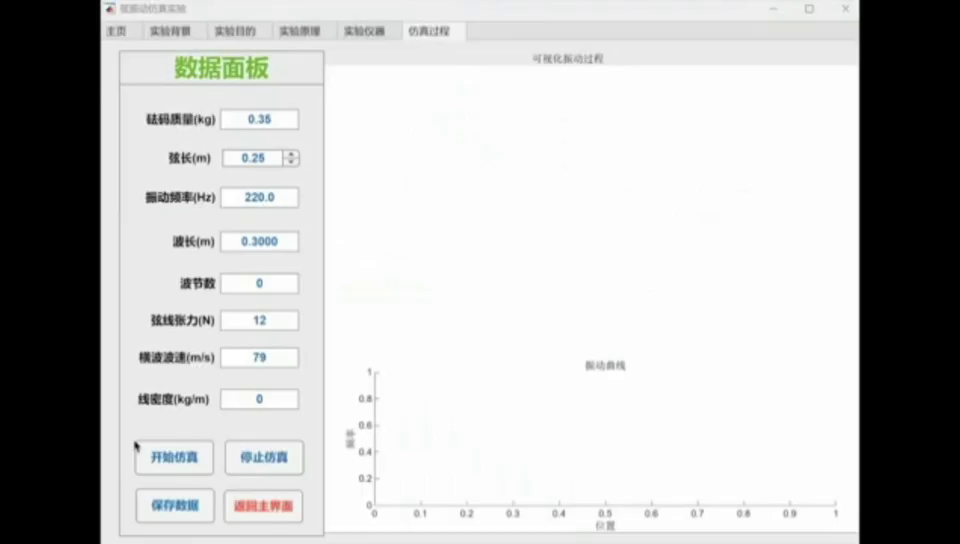 弦振动仿真实验
主页 实验背景 实验目的 实验原理 实验仪器 仿真过程
数据面板
砝码质量(kg) 0.35
弦长(m) 0.25
振动频率(Hz) 220.0
波长(m) 0.3000
波节数 0
弦线张力(N) 12
横波波速(m/s) 79
线密度(kg/m) 0
开始仿真 停止仿真
保存数据 返回主界面
可视化振动过程
振动曲线
1
0.8
0.6
0.4
0.2
0
0 0.1 0.2 0.3 0.4 0.5 0.6 0.7 0.8 0.9 1
位置